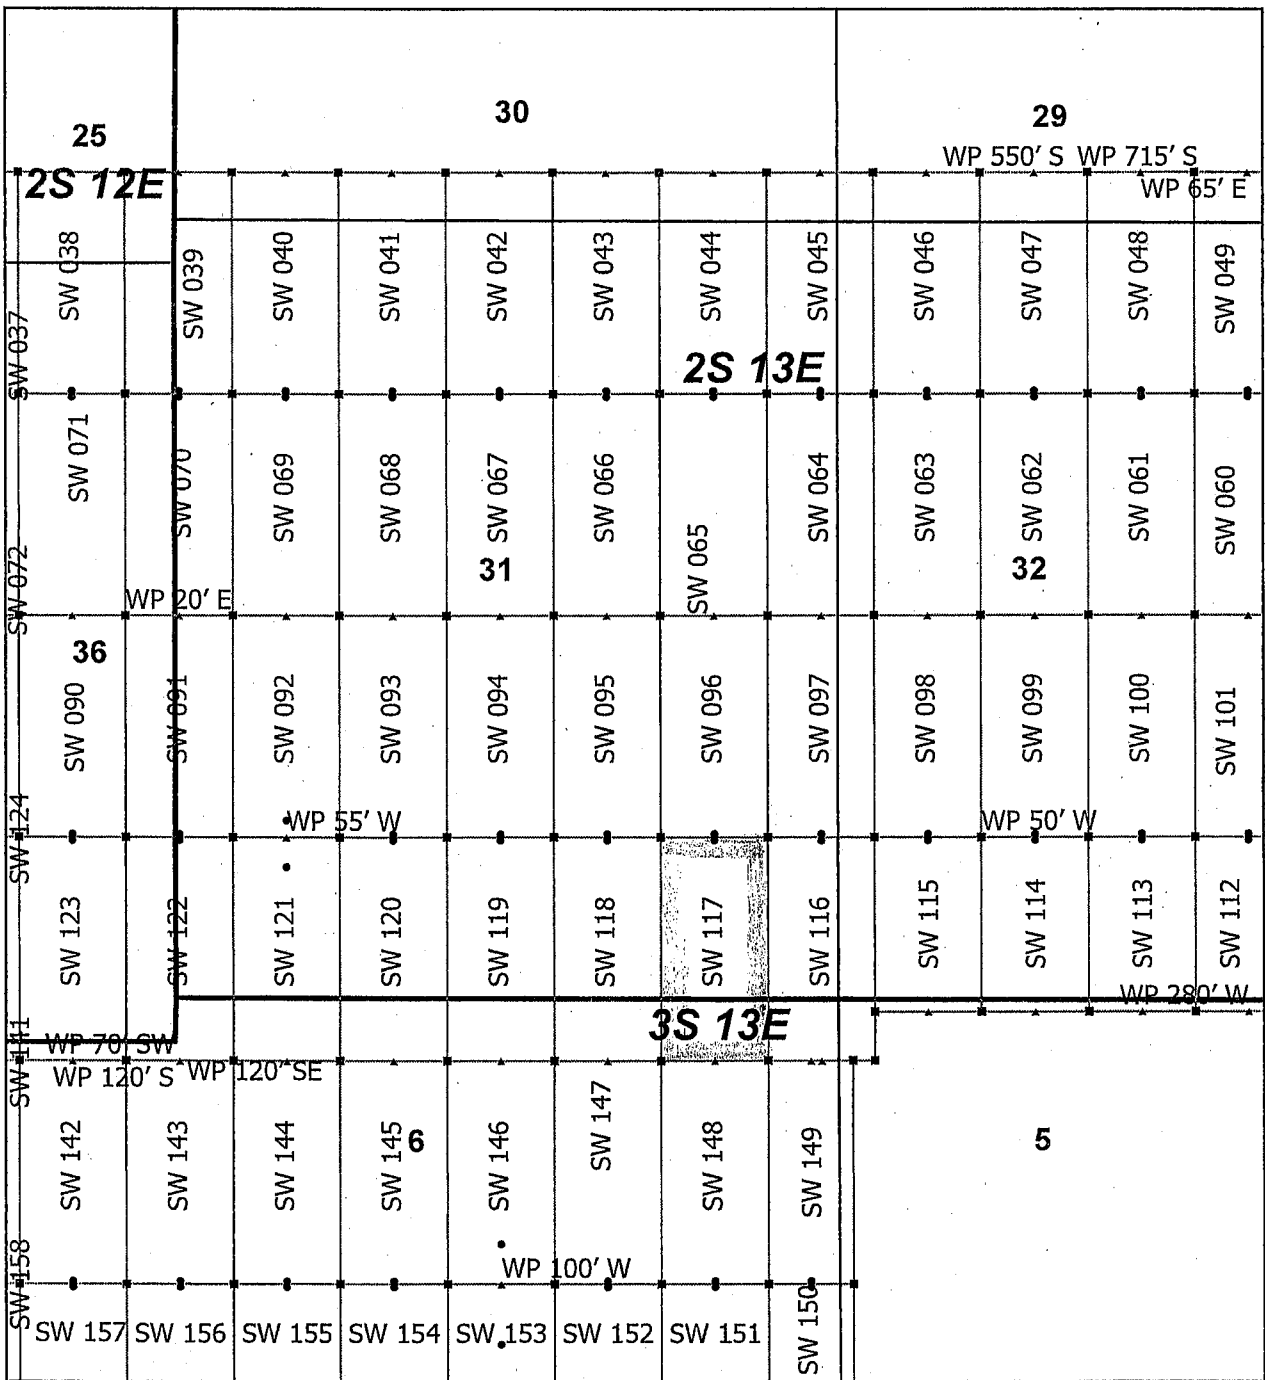 30
29
25
WP 550' S WP 715' S
2S 12E
WP 65' E
SW 037
SW 038
SW 039
SW 040
SW 041
SW 042
SW 043
SW 044
SW 045
SW 046
SW 047
SW 048
SW 049
2S 13E
SW 072
SW 071
SW 070
SW 069
SW 068
SW 067
SW 066
SW 065
SW 064
SW 063
SW 062
SW 061
SW 060
31
32
WP 20' E
36
SW 090
SW 091
SW 092
SW 093
SW 094
SW 095
SW 096
SW 097
SW 098
SW 099
SW 100
SW 101
WP 55' W
WP 50' W
SW 124
SW 123
SW 122
SW 121
SW 120
SW 119
SW 118
SW 117
SW 116
SW 115
SW 114
SW 113
SW 112
WP 280' W
3S 13E
WP 70' SW
WP 120' S
WP 120' SE
SW 141
SW 142
SW 143
SW 144
SW 145
6
SW 146
SW 147
SW 148
SW 149
5
WP 100' W
SW 158
SW 157
SW 156
SW 155
SW 154
SW 153
SW 152
SW 151
SW 150